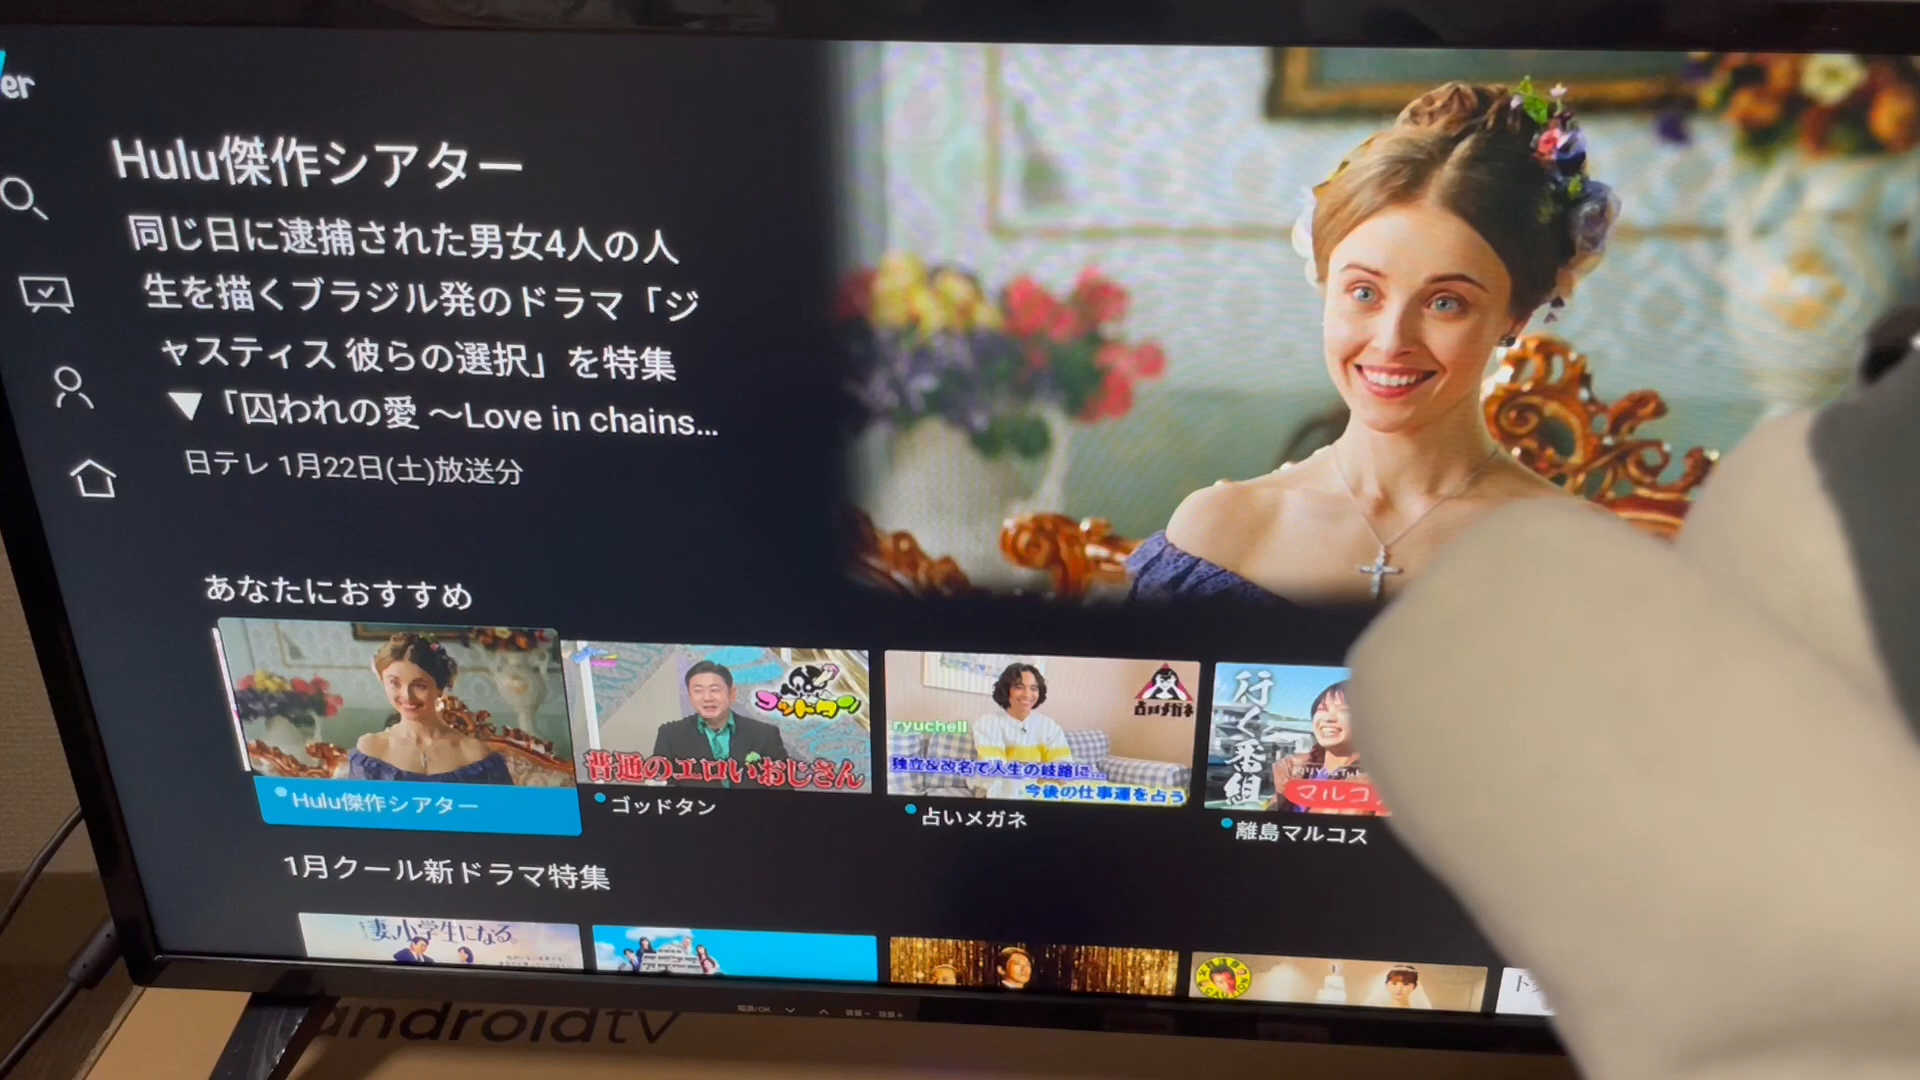 er
Hulu傑作シアター
同じ日に逮捕された男女4人の人
生を描くブラジル発のドラマ「ジ
ャスティス 彼らの選択」を特集
▼「囚われの愛 〜Love in chains...
日テレ 1月22日(土)放送分
あなたにおすすめ
ゴッドタン
普通のエロいおじさん
ryuchell
占いメガネ
独立&改名で人生の岐路に...
今後の仕事運を占う
行く番組
マルコ
Hulu傑作シアター
ゴッドタン
占いメガネ
離島マルコス
1月クール新ドラマ特集
妻、小学生になる。
CAUTION
androidtv